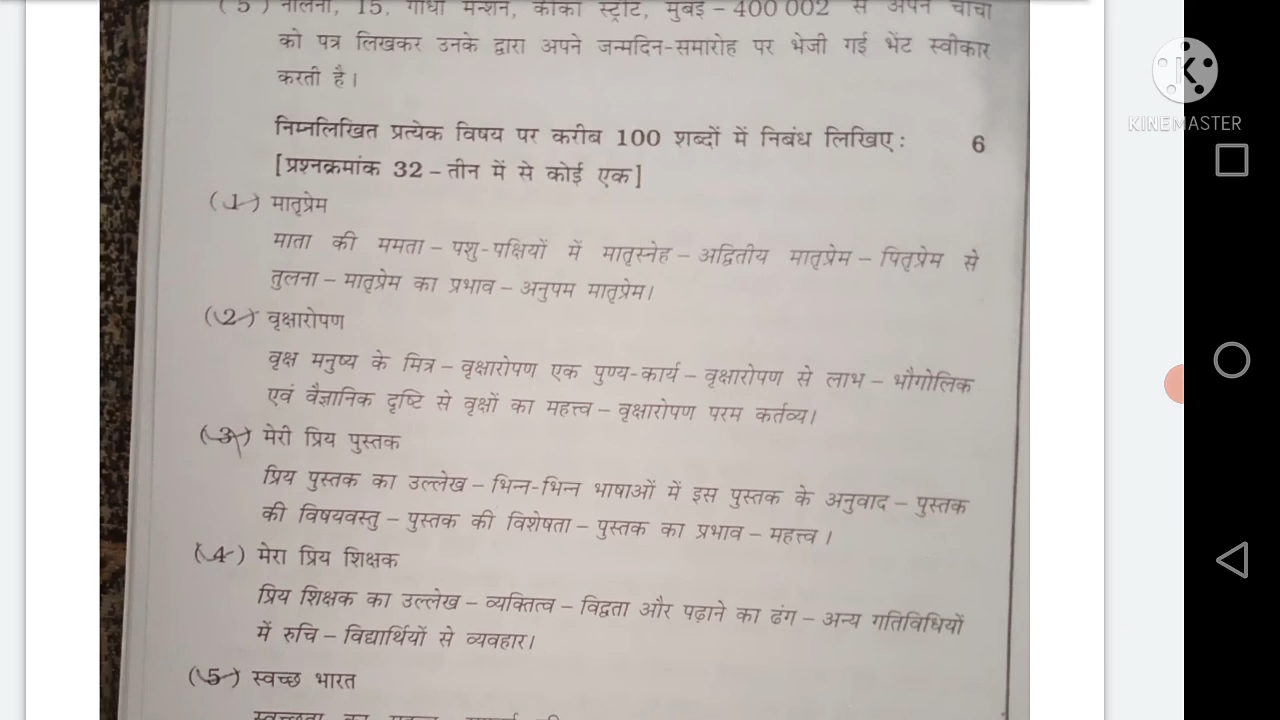 (5) नलिनी, 15, गांधी मॅन्शन, कीका स्ट्रीट, मुंबई – 400 002 से अपने चाचा
को पत्र लिखकर उनके द्वारा अपने जन्मदिन-समारोह पर भेजी गई भेंट स्वीकार
करती है।
निम्नलिखित प्रत्येक विषय पर करीब 100 शब्दों में निबंध लिखिए : 6
[प्रश्नक्रमांक 32 – तीन में से कोई एक]
(1) मातृप्रेम
माता की ममता – पशु-पक्षियों में मातृस्नेह – अद्वितीय मातृप्रेम – पितृप्रेम से
तुलना – मातृप्रेम का प्रभाव – अनुपम मातृप्रेम।
(2) वृक्षारोपण
वृक्ष मनुष्य के मित्र – वृक्षारोपण एक पुण्य-कार्य – वृक्षारोपण से लाभ – भौगोलिक
एवं वैज्ञानिक दृष्टि से वृक्षों का महत्त्व – वृक्षारोपण परम कर्तव्य।
(3) मेरी प्रिय पुस्तक
प्रिय पुस्तक का उल्लेख – भिन्न-भिन्न भाषाओं में इस पुस्तक के अनुवाद – पुस्तक
की विषयवस्तु – पुस्तक की विशेषता – पुस्तक का प्रभाव – महत्त्व।
(4) मेरा प्रिय शिक्षक
प्रिय शिक्षक का उल्लेख – व्यक्तित्व – विद्वता और पढ़ाने का ढंग – अन्य गतिविधियों
में रुचि – विद्यार्थियों से व्यवहार।
(5) स्वच्छ भारत
K
KINEMASTER